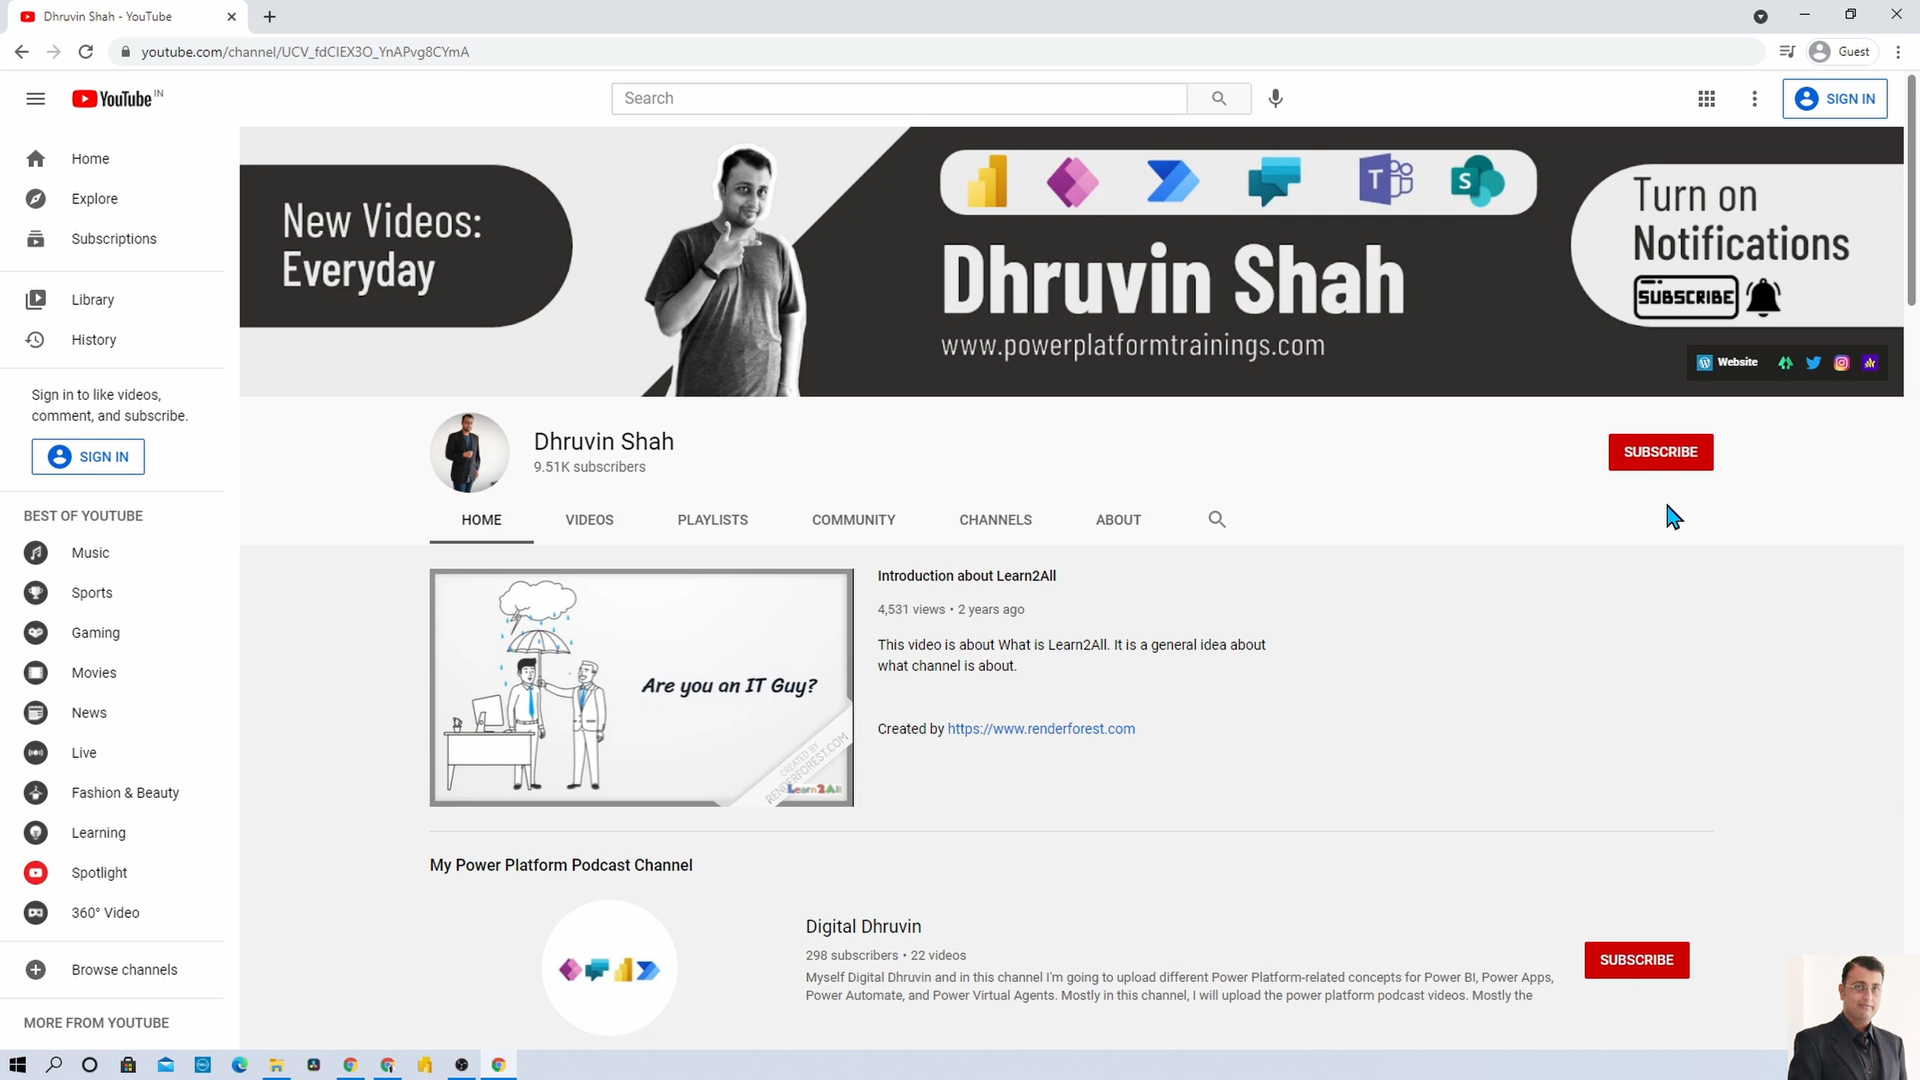 Dhruvin Shah - YouTube
youtube.com/channel/UCV_fdCIEX3O_YnAPvg8CYmA
Guest
YouTube IN
Search
SIGN IN
Home
Explore
Subscriptions
Library
History
Sign in to like videos,
comment, and subscribe.
SIGN IN
BEST OF YOUTUBE
Music
Sports
Gaming
Movies
News
Live
Fashion & Beauty
Learning
Spotlight
360° Video
Browse channels
MORE FROM YOUTUBE
New Videos:
Everyday
T
S
Dhruvin Shah
www.powerplatformtrainings.com
Turn on
Notifications
SUBSCRIBE
Website
Dhruvin Shah
9.51K subscribers
SUBSCRIBE
HOME VIDEOS PLAYLISTS COMMUNITY CHANNELS ABOUT
Are you an IT Guy?
CREATED BY
RENDERFOREST.COM
Learn2All
Introduction about Learn2All
4,531 views • 2 years ago
This video is about What is Learn2All. It is a general idea about
what channel is about.
Created by https://www.renderforest.com
My Power Platform Podcast Channel
Digital Dhruvin
298 subscribers • 22 videos
Myself Digital Dhruvin and in this channel I'm going to upload different Power Platform-related concepts for Power BI, Power Apps,
Power Automate, and Power Virtual Agents. Mostly in this channel, I will upload the power platform podcast videos. Mostly the
SUBSCRIBE